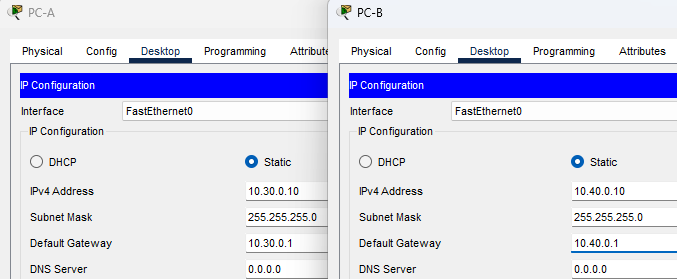 PC-A
Physical Config Desktop Programming Attribute
IP Configuration
Interface FastEthernet0
IP Configuration
DHCP Static
IPv4 Address 10.30.0.10
Subnet Mask 255.255.255.0
Default Gateway 10.30.0.1
DNS Server 0.0.0.0
PC-B
Physical Config Desktop Programming Attributes
IP Configuration
Interface FastEthernet0
IP Configuration
DHCP Static
IPv4 Address 10.40.0.10
Subnet Mask 255.255.255.0
Default Gateway 10.40.0.1
DNS Server 0.0.0.0